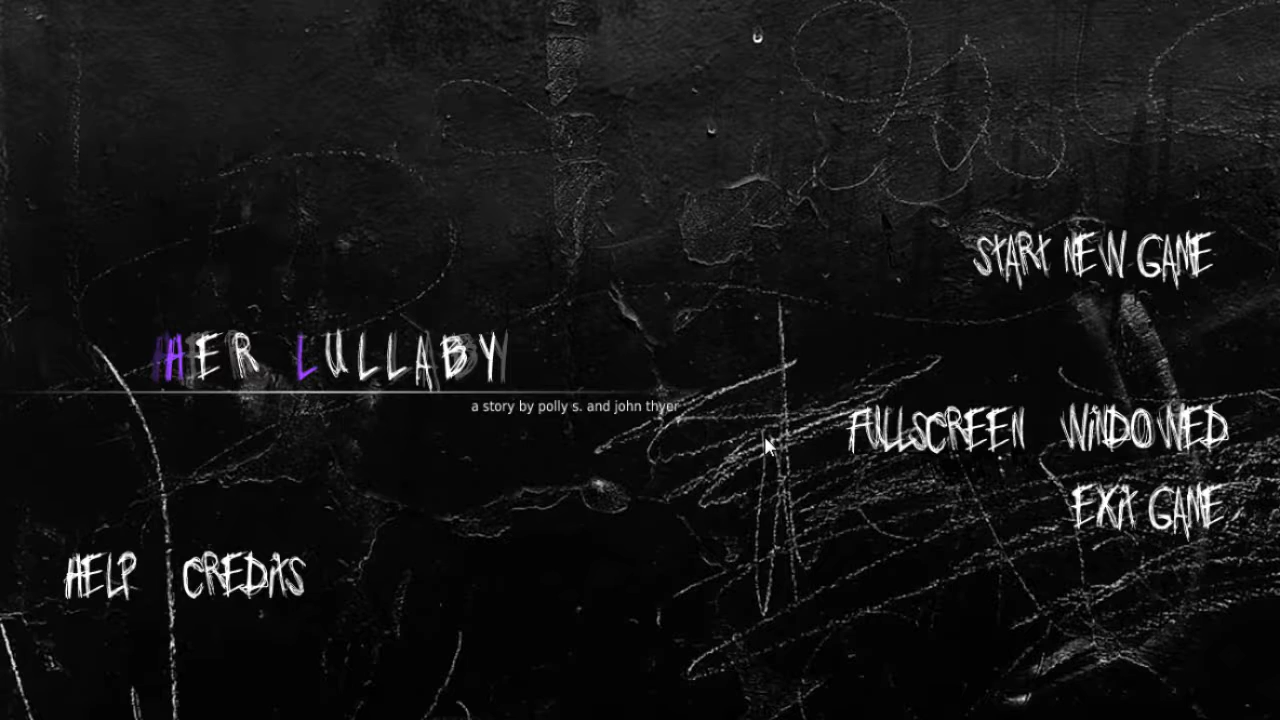 START NEW GAME
HER LULLABY
a story by polly s. and john thyer
FULLSCREEN WINDOWED
EXIT GAME
HELP CREDITS